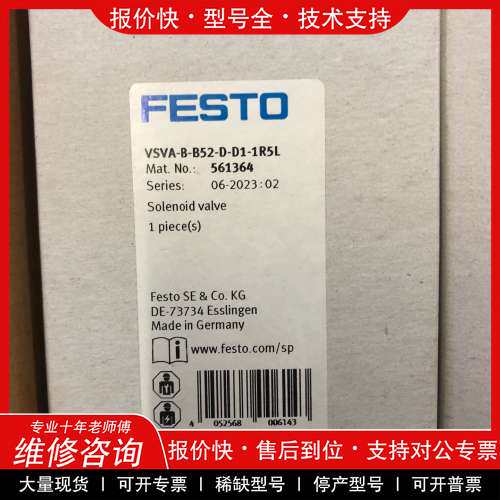 报价快·型号全·技术支持
FESTO
VSVA-B-B52-D-D1-1R5L
Mat. No.: 561364
Series: 06-2023:02
Solenoid valve
1 piece(s)
Festo SE & Co. KG
DE-73734 Esslingen
Made in Germany
www.festo.com/sp
4 052568 006143
专业十年老师傅
维修咨询
报价快·售后到位·支持对公专票
大量现货 | 可开专票 | 稀缺型号 | 停产型号 | 可开普票